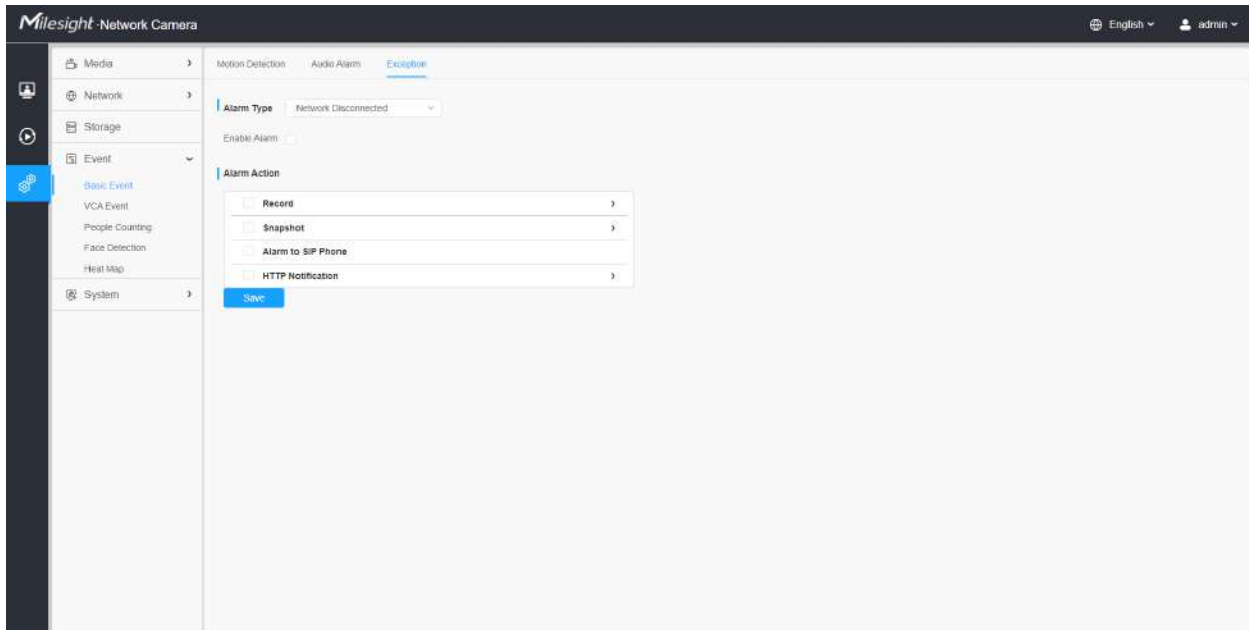 Milesight-Network Camera
English
admin
Media
Network
Storage
Event
Basic Event
VCA Event
People Counting
Face Detection
Heat Map
System
Motion Detection Audio Alarm Exception
Alarm Type Network Disconnected
Enable Alarm
Alarm Action
Record
Snapshot
Alarm to SIP Phone
HTTP Notification
Save